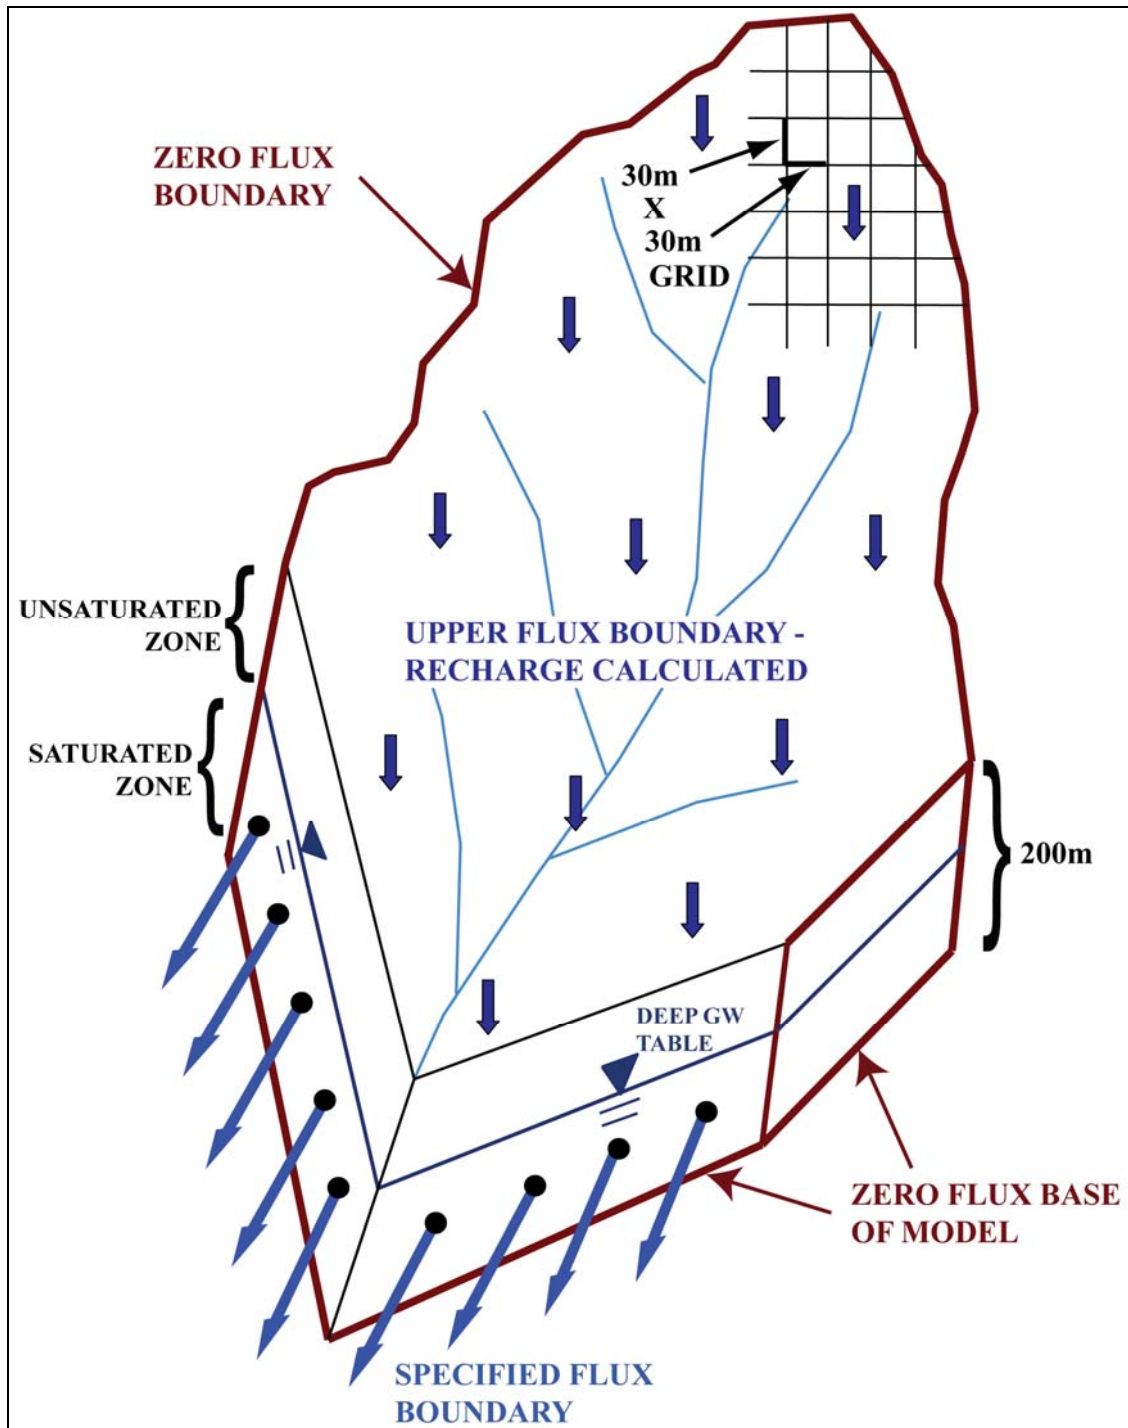 ZERO FLUX
BOUNDARY
30m
X
30m
GRID
UNSATURATED
ZONE
UPPER FLUX BOUNDARY -
RECHARGE CALCULATED
SATURATED
ZONE
200m
DEEP GW
TABLE
ZERO FLUX BASE
OF MODEL
SPECIFIED FLUX
BOUNDARY